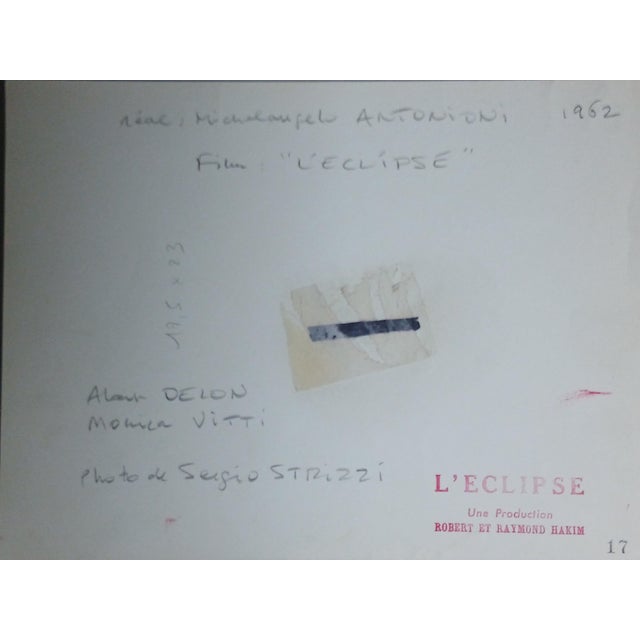 réal, Michelangelo ANTONIONI 1962
Film : "L'ECLIPSE"
19,5 x 23
Alain DELON
Monica VITTI
Photo de Sergio STRIZZI
L'ECLIPSE
Une Production
ROBERT ET RAYMOND HAKIM
17